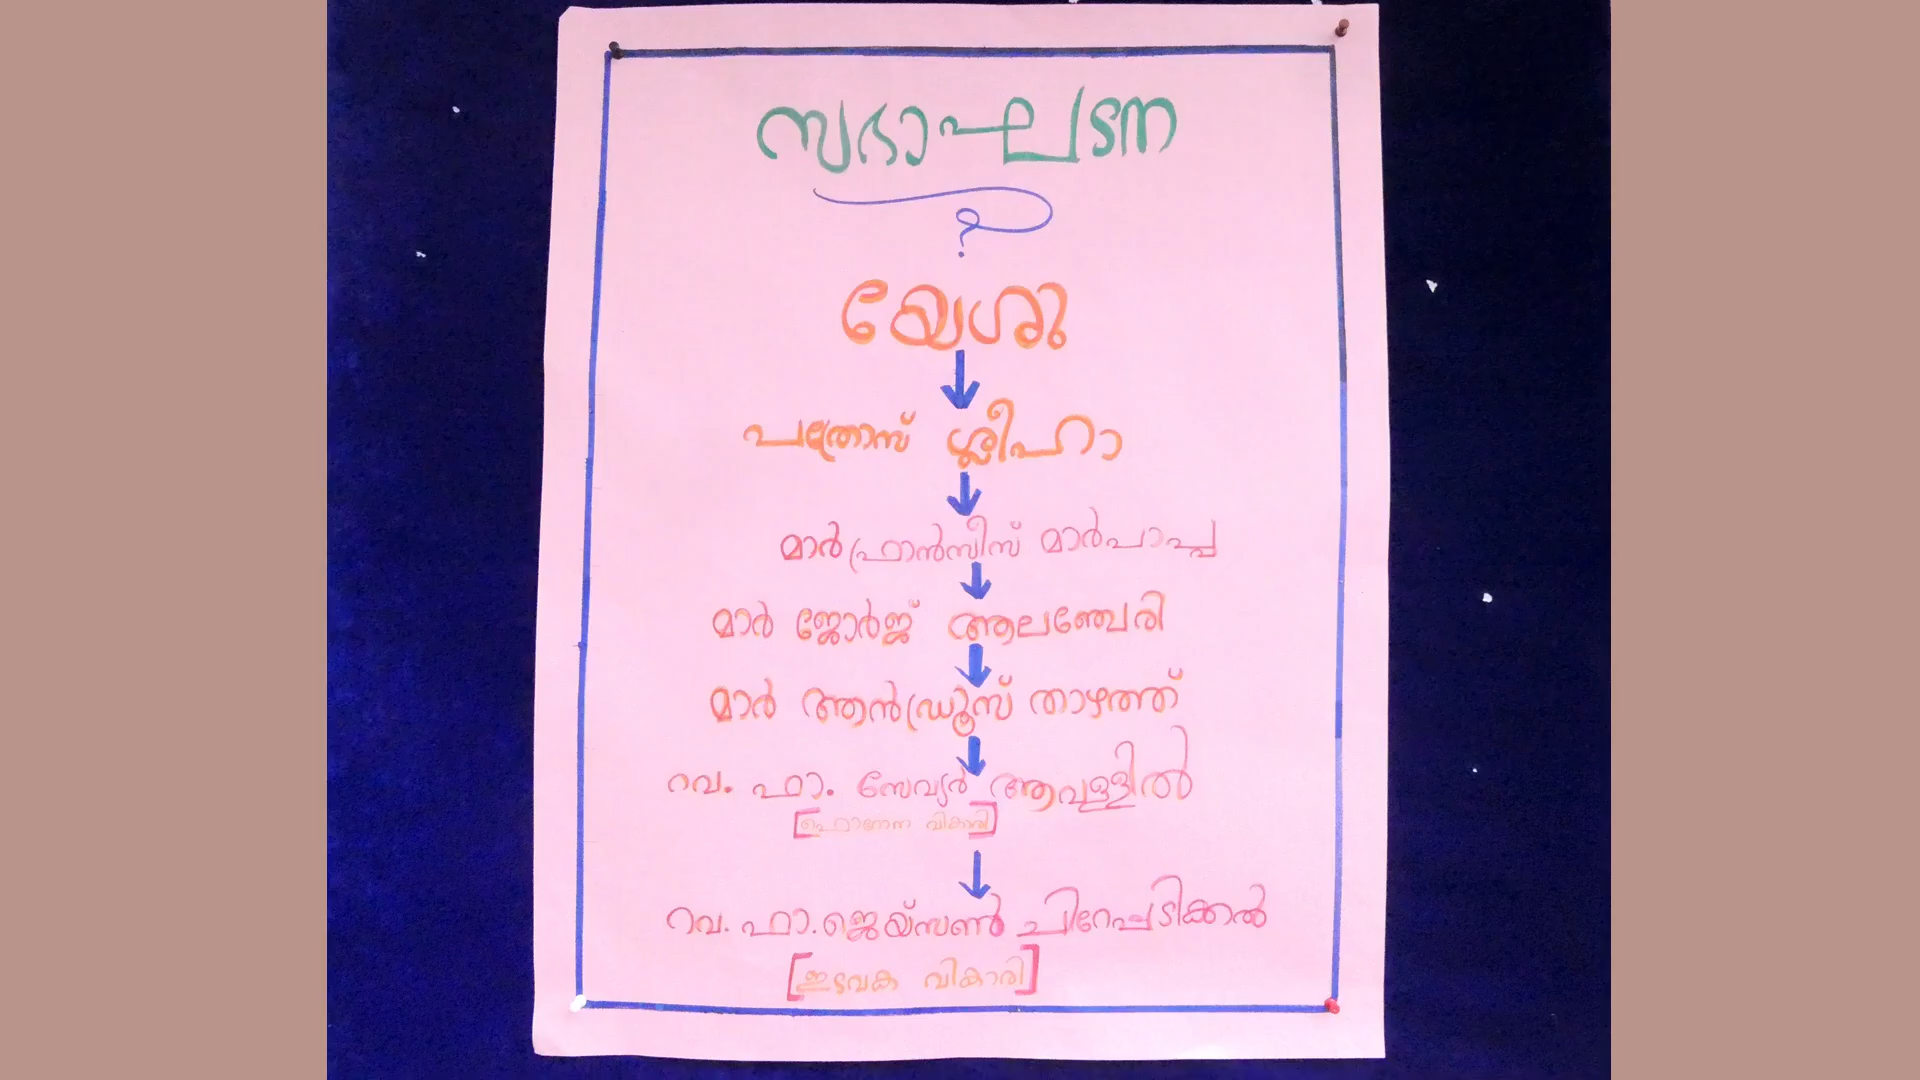 സഭാഘടന
യേശു
പത്രോസ് ശ്ലീഹാ
മാർ ഫ്രാൻസീസ് മാർപാപ്പ
മാർ ജോർജ് ആലഞ്ചേരി
മാർ ആൻഡ്രൂസ് താഴത്ത്
റവ. ഫാ. സേവ്യർ ആവള്ളിൽ
[ഫൊറോന വികാരി]
റവ. ഫാ. ജെയ്സൺ ചിറേപ്പടിക്കൽ
[ഇടവക വികാരി]